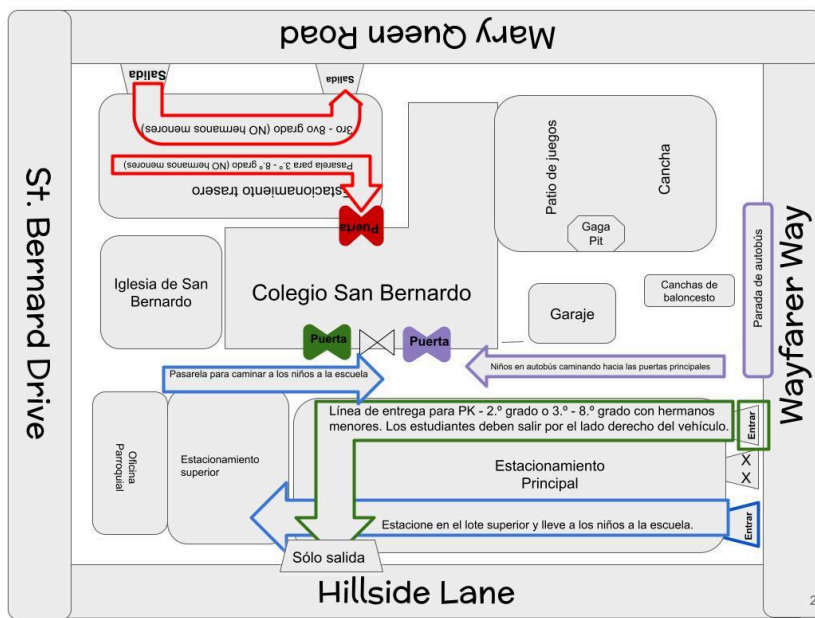 Mary Queen Road
Salida
Salida
3ro - 8vo grado (NO hermanos menores)
Pasarela para 3.º - 8.º grado (NO hermanos menores)
Estacionamiento trasero
Puerta
Patio de juegos
Cancha
Gaga
Pit
St. Bernard Drive
Wayfarer Way
Parada de autobús
Iglesia de San
Bernardo
Colegio San Bernardo
Garaje
Canchas de
baloncesto
Puerta
Puerta
Pasarela para caminar a los niños a la escuela
Niños en autobús caminando hacia las puertas principales
Línea de entrega para PK - 2.º grado o 3.º - 8.º grado con hermanos
menores. Los estudiantes deben salir por el lado derecho del vehículo.
Entrar
X
X
Oficina
Parroquial
Estacionamiento
superior
Estacionamiento
Principal
Estacione en el lote superior y lleve a los niños a la escuela.
Entrar
Sólo salida
Hillside Lane
2